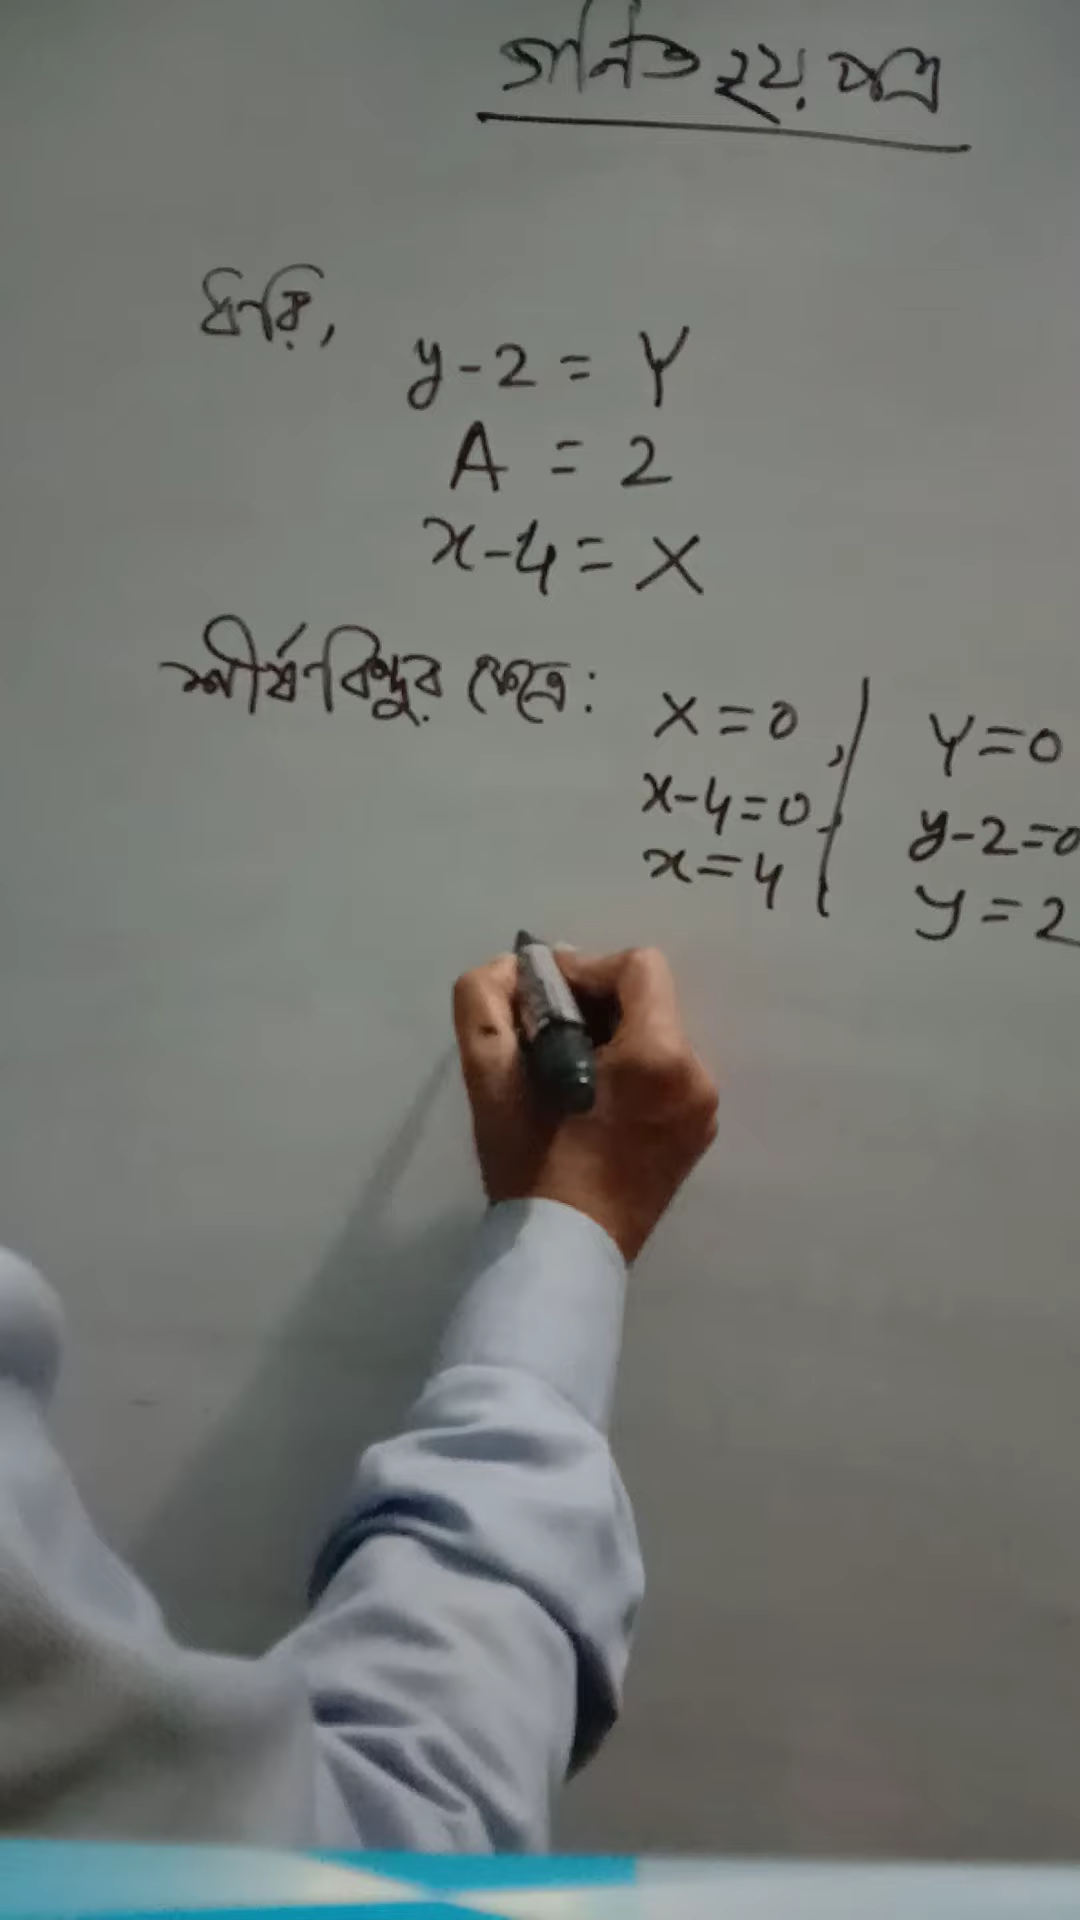 গনিত ২য় পত্র
ধরি,
y-2 = Y
A = 2
x-4 = X
শীর্ষবিন্দুর ক্ষেত্রে: X=0, Y=0
x-4=0 y-2=0
x=4 y=2